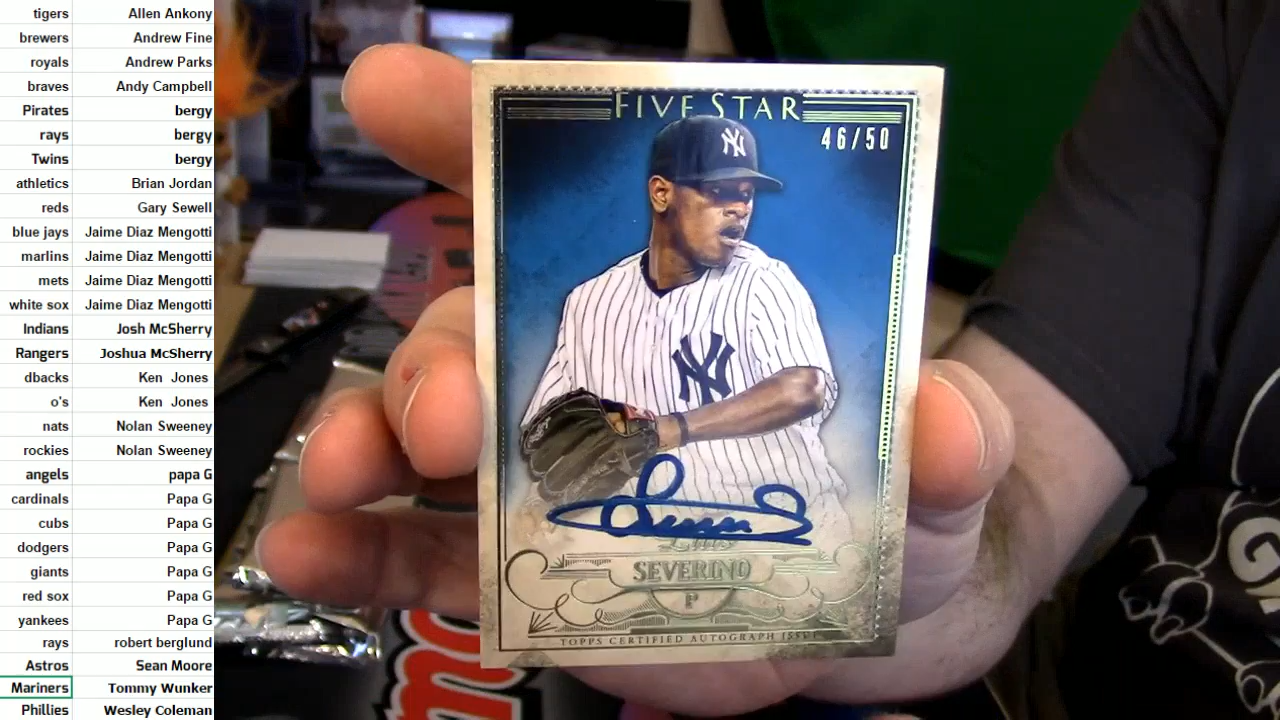 tigers Allen Ankony
brewers Andrew Fine
royals Andrew Parks
braves Andy Campbell
Pirates bergy
rays bergy
Twins bergy
athletics Brian Jordan
reds Gary Sewell
blue jays Jaime Diaz Mengotti
marlins Jaime Diaz Mengotti
mets Jaime Diaz Mengotti
white sox Jaime Diaz Mengotti
Indians Josh McSherry
Rangers Joshua McSherry
dbacks Ken Jones
o's Ken Jones
nats Nolan Sweeney
rockies Nolan Sweeney
angels papa G
cardinals Papa G
cubs Papa G
dodgers Papa G
giants Papa G
red sox Papa G
yankees Papa G
rays robert berglund
Astros Sean Moore
Mariners Tommy Wunker
Phillies Wesley Coleman
FIVE STAR
46/50
NY
NY
LUIS
SEVERINO
P
TOPPS CERTIFIED AUTOGRAPH ISSUE